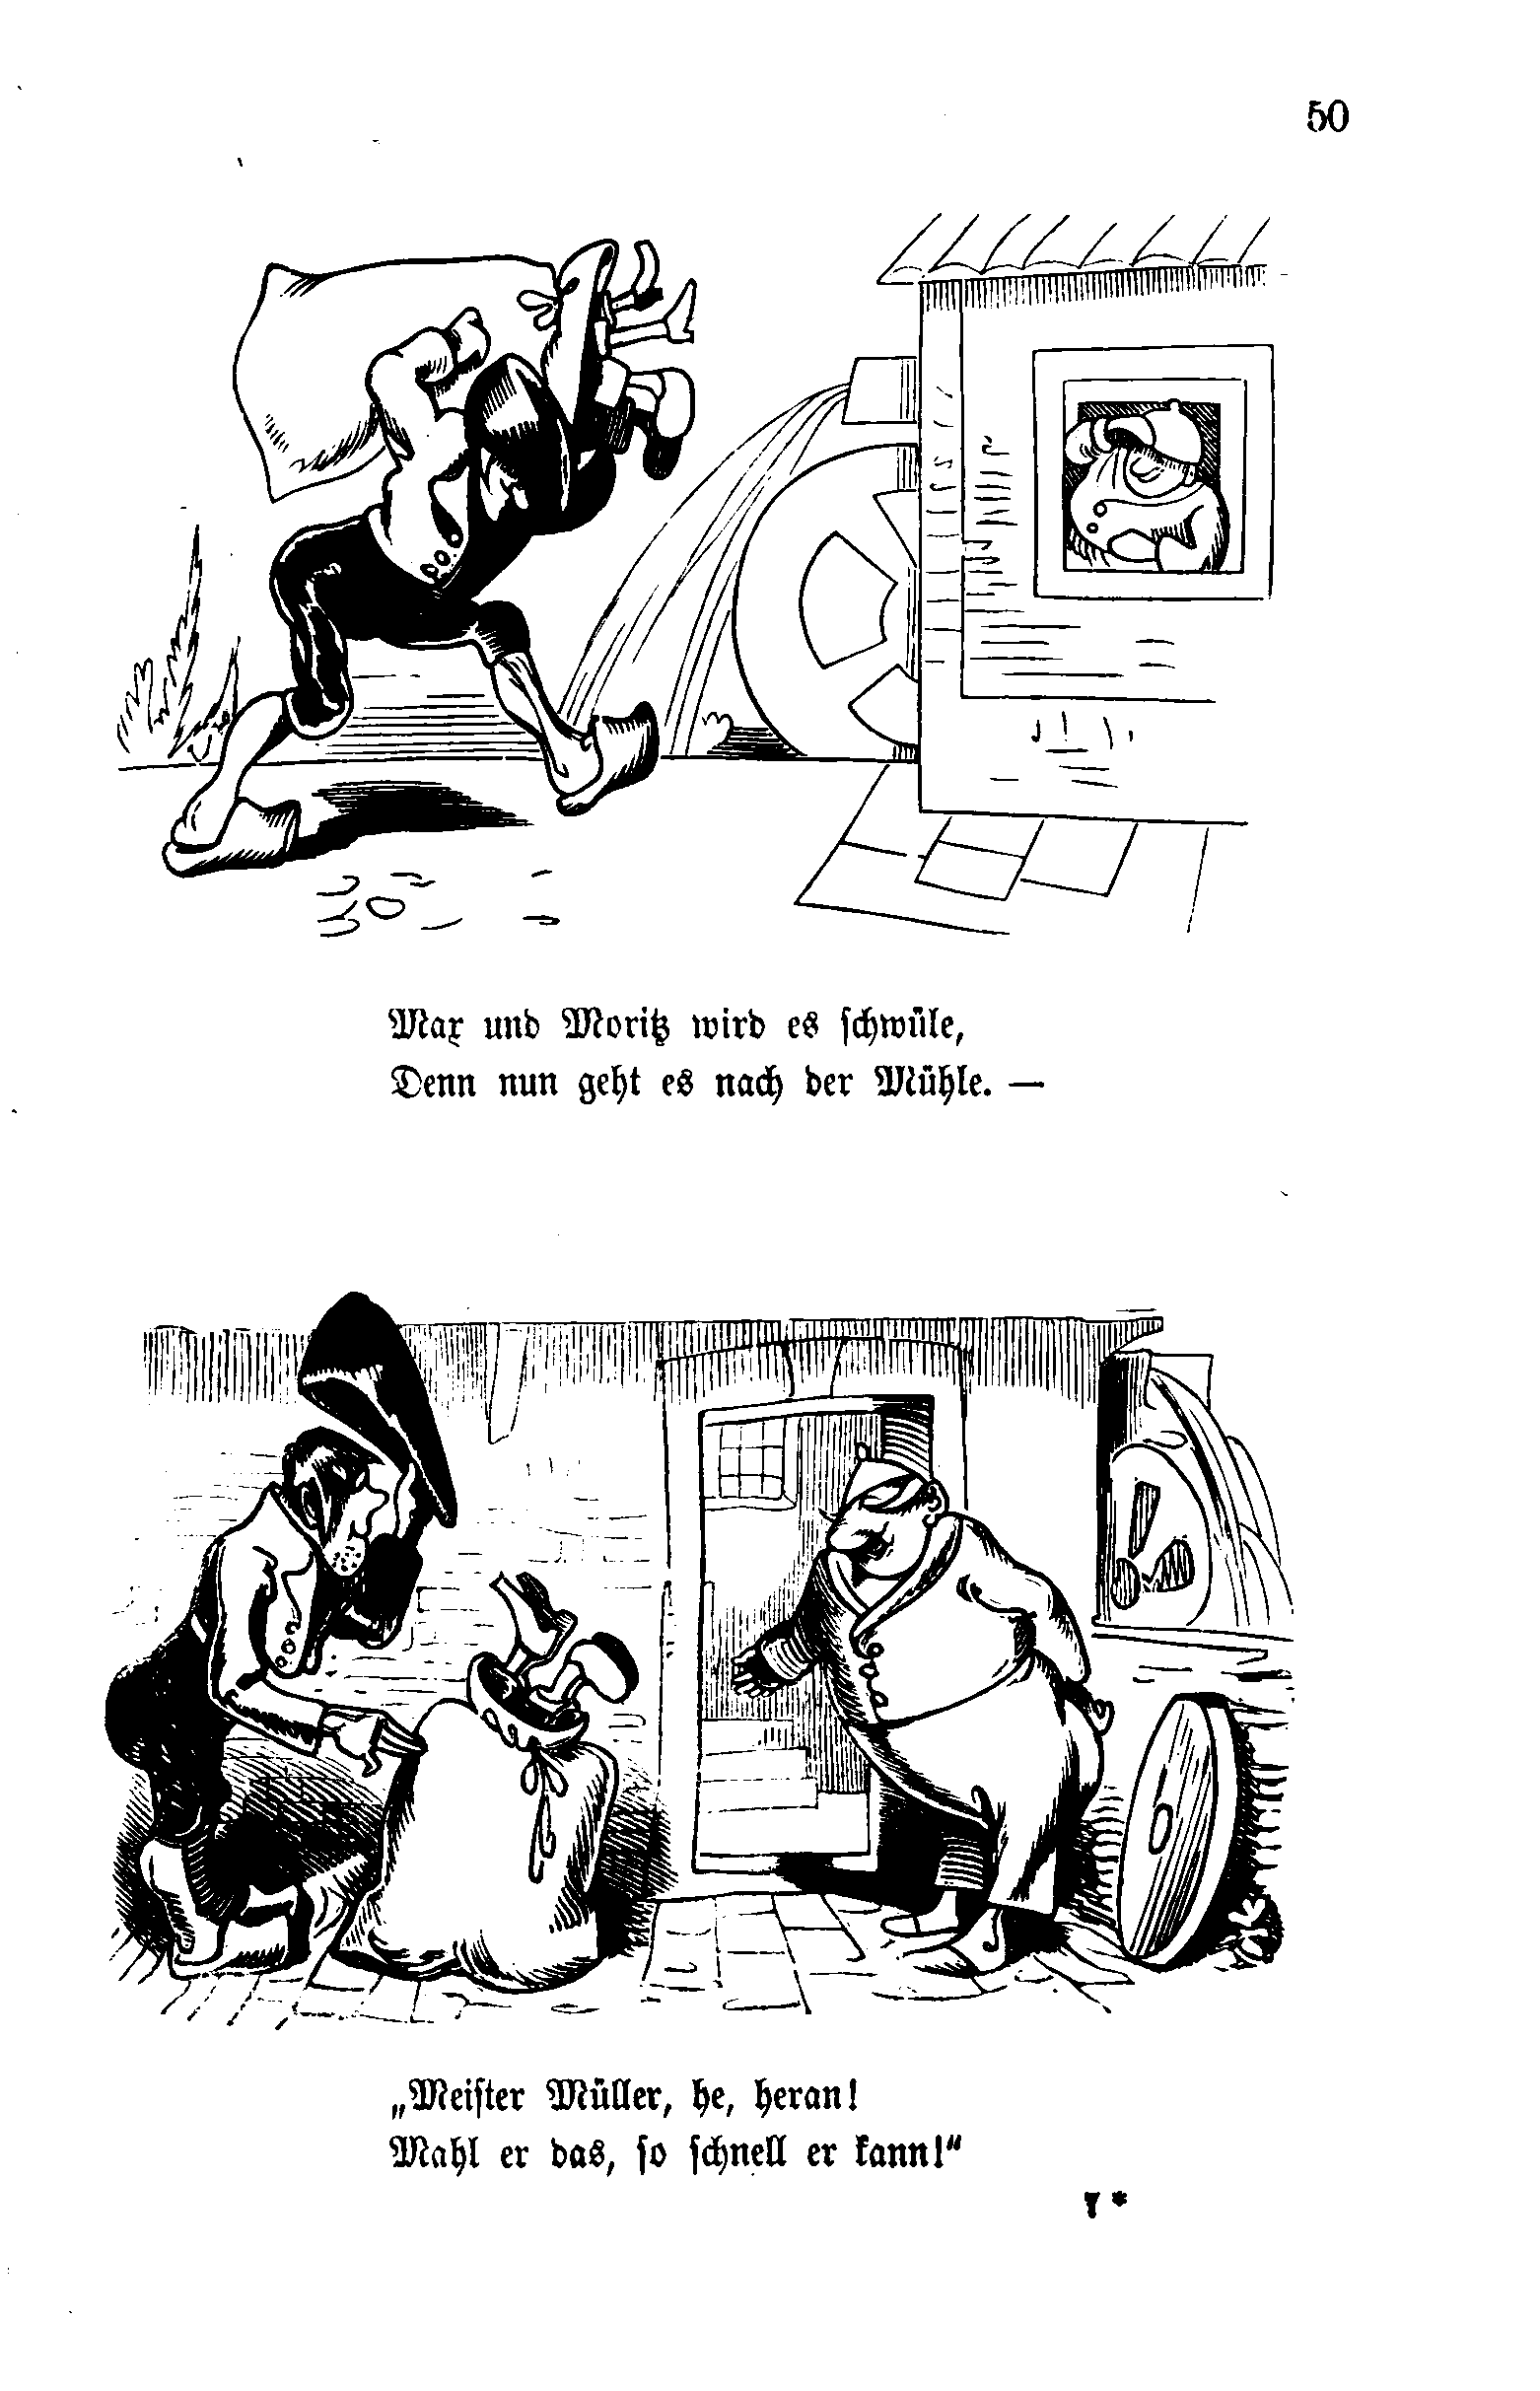 50
Max und Moritz wird es schwüle,
Denn nun geht es nach der Mühle. —
„Meister Müller, he, heran!
Mahl er das, so schnell er kann!“
7 *